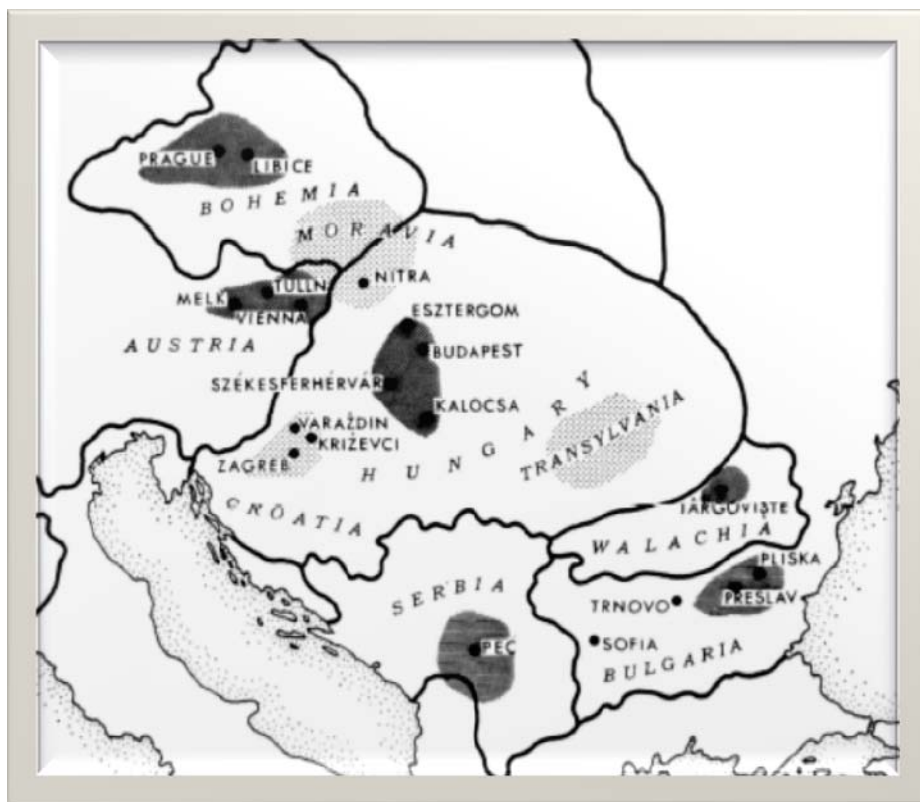 PRAGUE
LIBICE
BOHEMIA
MORAVIA
NITRA
TULLN
MELK
VIENNA
AUSTRIA
ESZTERGOM
BUDAPEST
SZÉKESFERHÉRVÁR
KALOCSA
VARAŽDIN
KRIŽEVCI
ZAGREB
HUNGARY
TRANSYLVANIA
CROATIA
TARGOVIŠTE
WALACHIA
SERBIA
PLISKA
PRESLAV
TRNOVO
SOFIA
PEĆ
BULGARIA